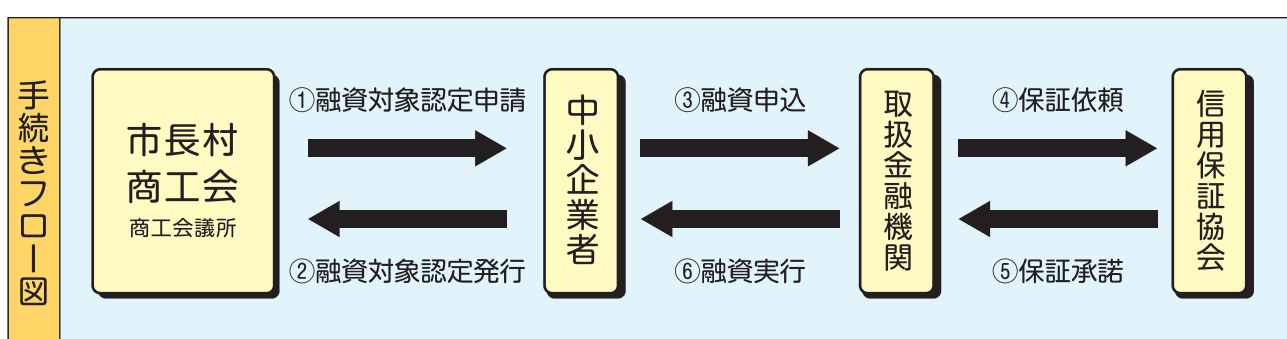 手続きフロー図
市長村
商工会
商工会議所
①融資対象認定申請
②融資対象認定発行
中小企業者
③融資申込
⑥融資実行
取扱金融機関
④保証依頼
⑤保証承諾
信用保証協会